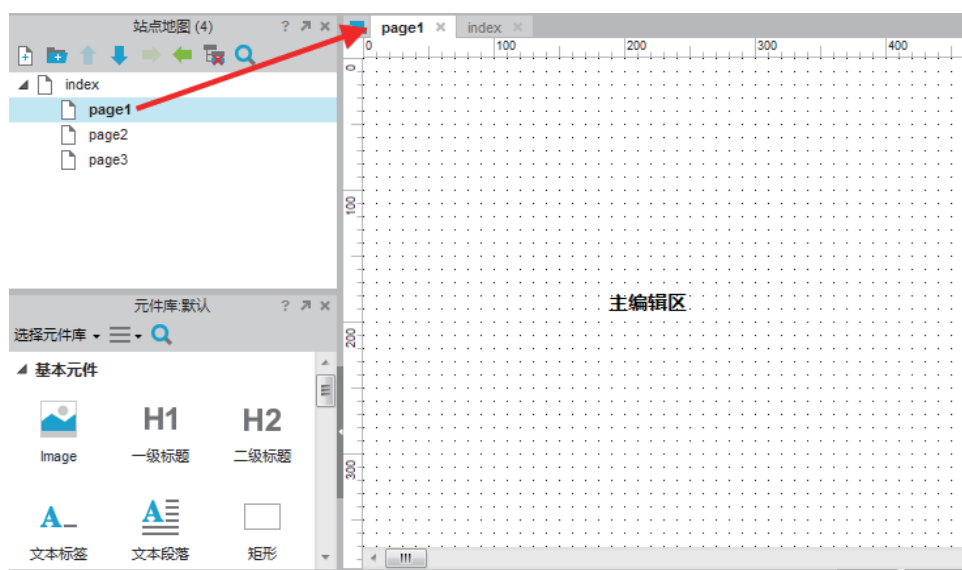 站点地图 (4)
index
page1
page2
page3
元件库:默认
选择元件库
基本元件
Image
H1
一级标题
H2
二级标题
A_
文本标签
A
文本段落
矩形
page1
index
0 100 200 300 400
0
100
200
300
主编辑区